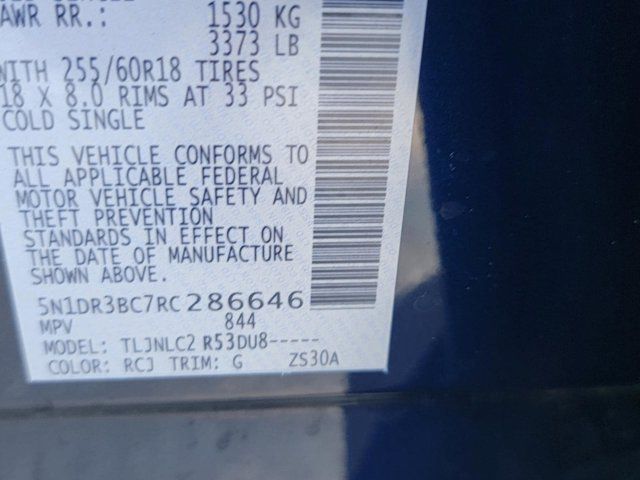 AWR RR.: 1530 KG
3373 LB
WITH 255/60R18 TIRES
18 X 8.0 RIMS AT 33 PSI
COLD SINGLE
THIS VEHICLE CONFORMS TO
ALL APPLICABLE FEDERAL
MOTOR VEHICLE SAFETY AND
THEFT PREVENTION
STANDARDS IN EFFECT ON
THE DATE OF MANUFACTURE
SHOWN ABOVE.
5N1DR3BC7RC286646
MPV 844
MODEL: TLJNLC2 R53DU8-----
COLOR: RCJ TRIM: G ZS30A